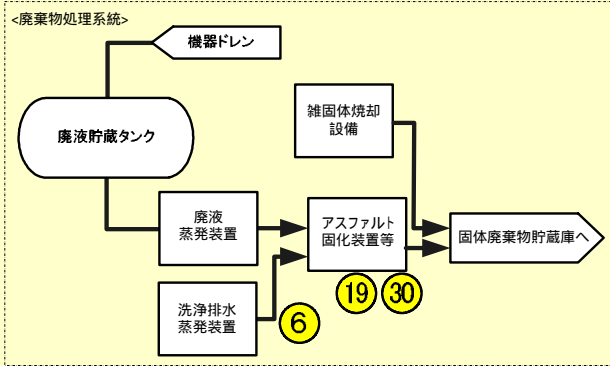 <廃棄物処理系統>
機器ドレン
廃液貯蔵タンク
雑固体焼却
設備
廃液
蒸発装置
アスファルト
固化装置等
固体廃棄物貯蔵庫へ
洗浄排水
蒸発装置
⑥
⑲
㉚